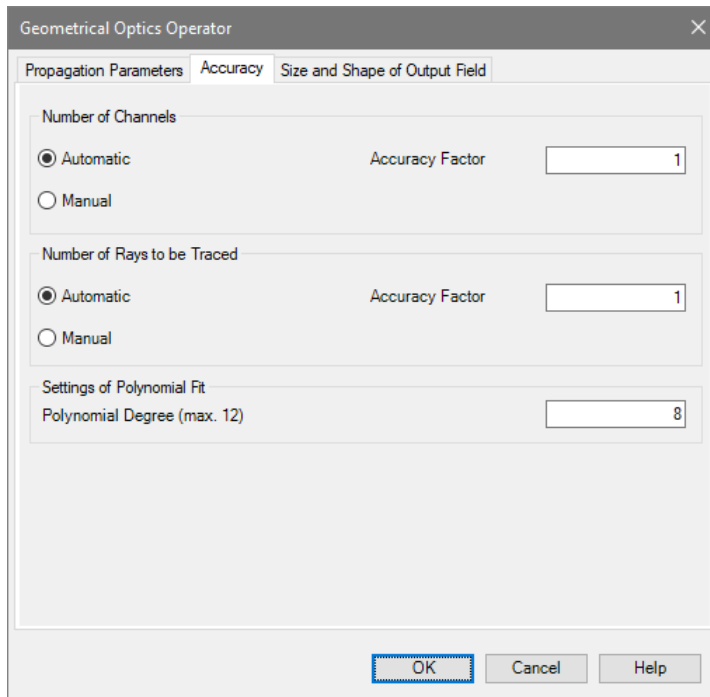 Geometrical Optics Operator
Propagation Parameters Accuracy Size and Shape of Output Field
Number of Channels
Automatic Accuracy Factor 1
Manual
Number of Rays to be Traced
Automatic Accuracy Factor 1
Manual
Settings of Polynomial Fit
Polynomial Degree (max. 12) 8
OK Cancel Help